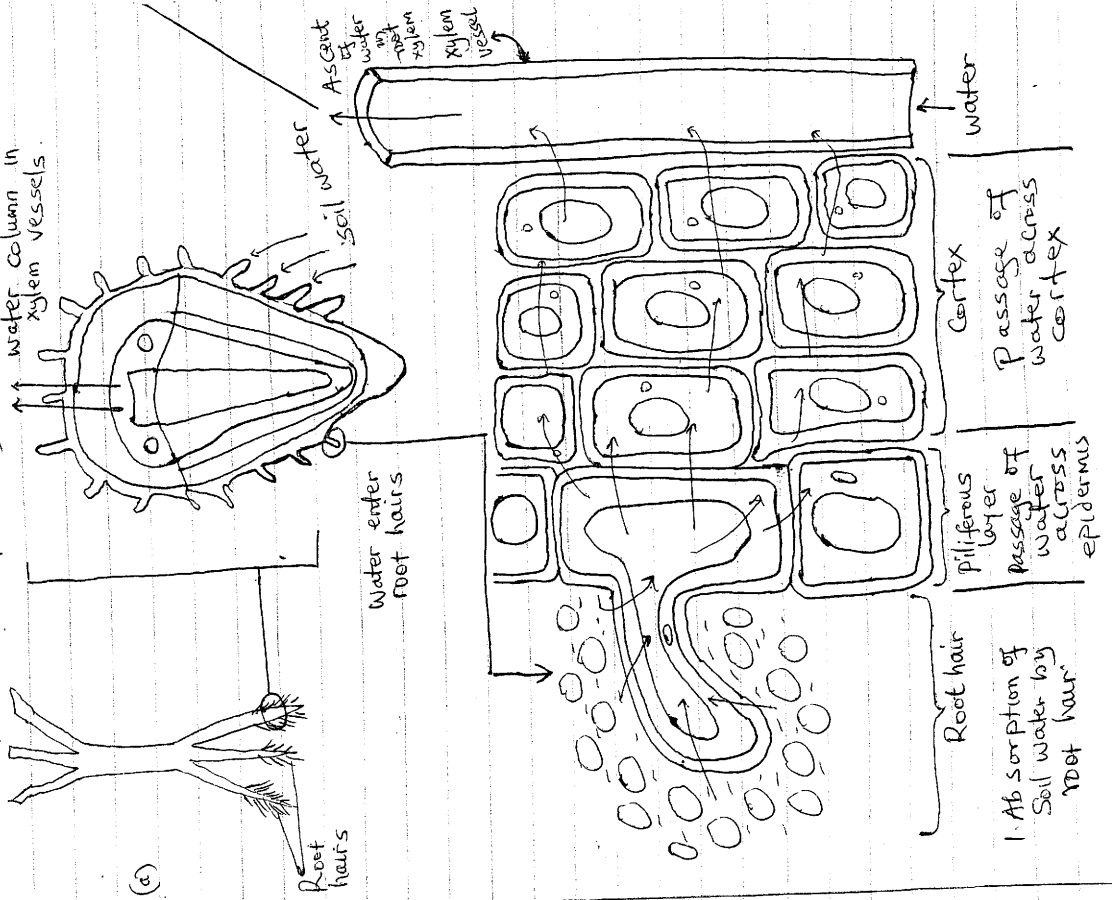 (a)
Root
hairs
Water column in
xylem vessels.
soil water
Water enter
root hairs
Ascent
of
water
in
root
xylem
xylem
vessel
water
Root hair
1. Absorption of
Soil water by
root hair
piliferous
layer
Passage of
water
across
epidermis
Cortex
Passage of
water across
Cortex